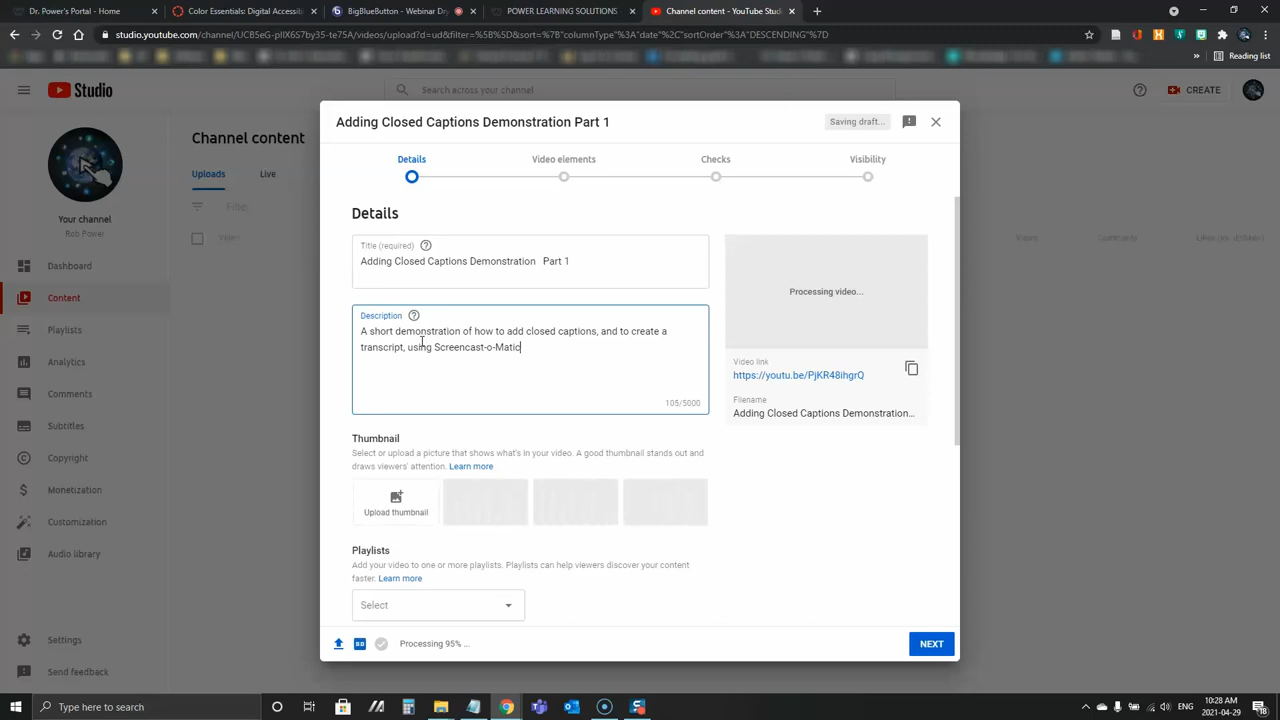 Dr. Power's Portal - Home
Color Essentials: Digital Accessi
BigBlueButton - Weinar Dry
POWER LEARNING SOLUTIONS
Channel content - YouTube Studio
studio.youtube.com/channel/
/videos/upload?d=ud&filter=%5B%5D&sort=%7B"columnType"%3A"date"%2C"sortOrder"%3A"DESCENDING"%7D
Reading list
Studio
Search across your channel
CREATE
Your channel
Rob Power
Dashboard
Content
Playlists
Analytics
Comments
Subtitles
Copyright
Monetization
Customization
Audio library
Settings
Send feedback
Channel content
Uploads
Live
Filter
Video
Views
Comments
Adding Closed Captions Demonstration Part 1
Saving draft...
Details
Video elements
Checks
Visibility
Details
Title (required)
Adding Closed Captions Demonstration   Part 1
Description
A short demonstration of how to add closed captions, and to create a
transcript, using Screencast-o-Matic
105/5000
Thumbnail
Select or upload a picture that shows what's in your video. A good thumbnail stands out and
draws viewers' attention. Learn more
Upload thumbnail
Playlists
Add your video to one or more playlists. Playlists can help viewers discover your content
faster. Learn more
Select
Processing video...
Video link
https://youtu.be/PjKR48ihgrQ
Filename
Adding Closed Captions Demonstration...
SD
Processing 95% ...
NEXT
Type here to search
10:28 AM
2021-04-29